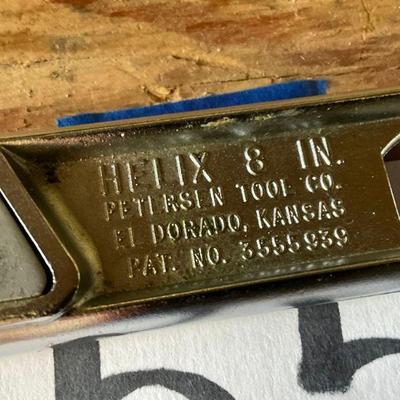 HELIX 8 IN.
PETERSEN TOOL CO.
El DORADO, KANSAS
PAT. NO. 3555939